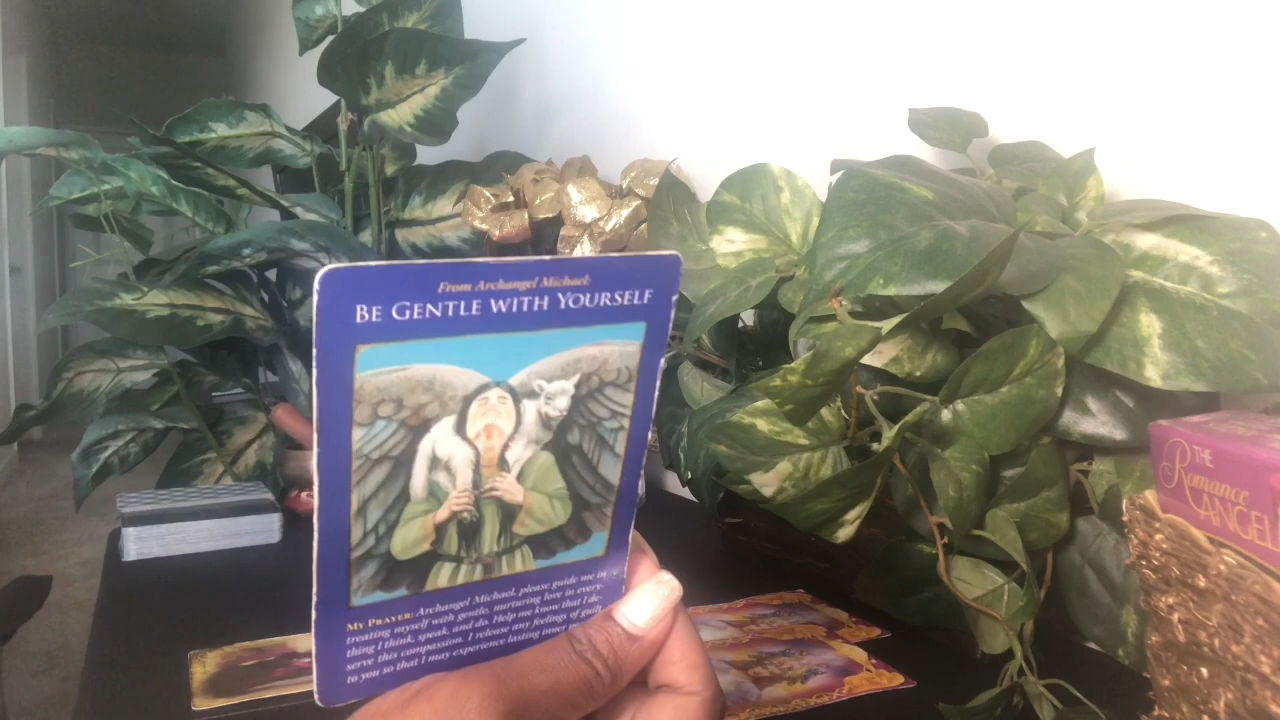 From Archangel Michael:
BE GENTLE WITH YOURSELF
MY PRAYER: Archangel Michael, please guide me in
treating myself with gentle, nurturing love in every-
thing I think, speak, and do. Help me know that I de-
serve this compassion. I release any feelings of guilt
to you so that I may experience lasting inner
THE
Romance
ANGEL